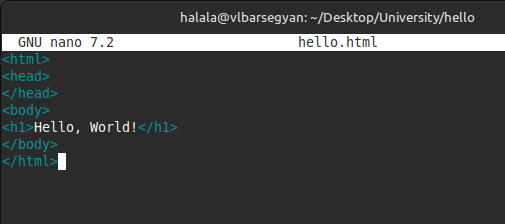 halala@vlbarsegyan: ~/Desktop/University/hello
GNU nano 7.2 hello.html
<html>
<head>
</head>
<body>
<h1>Hello, World!</h1>
</body>
</html>